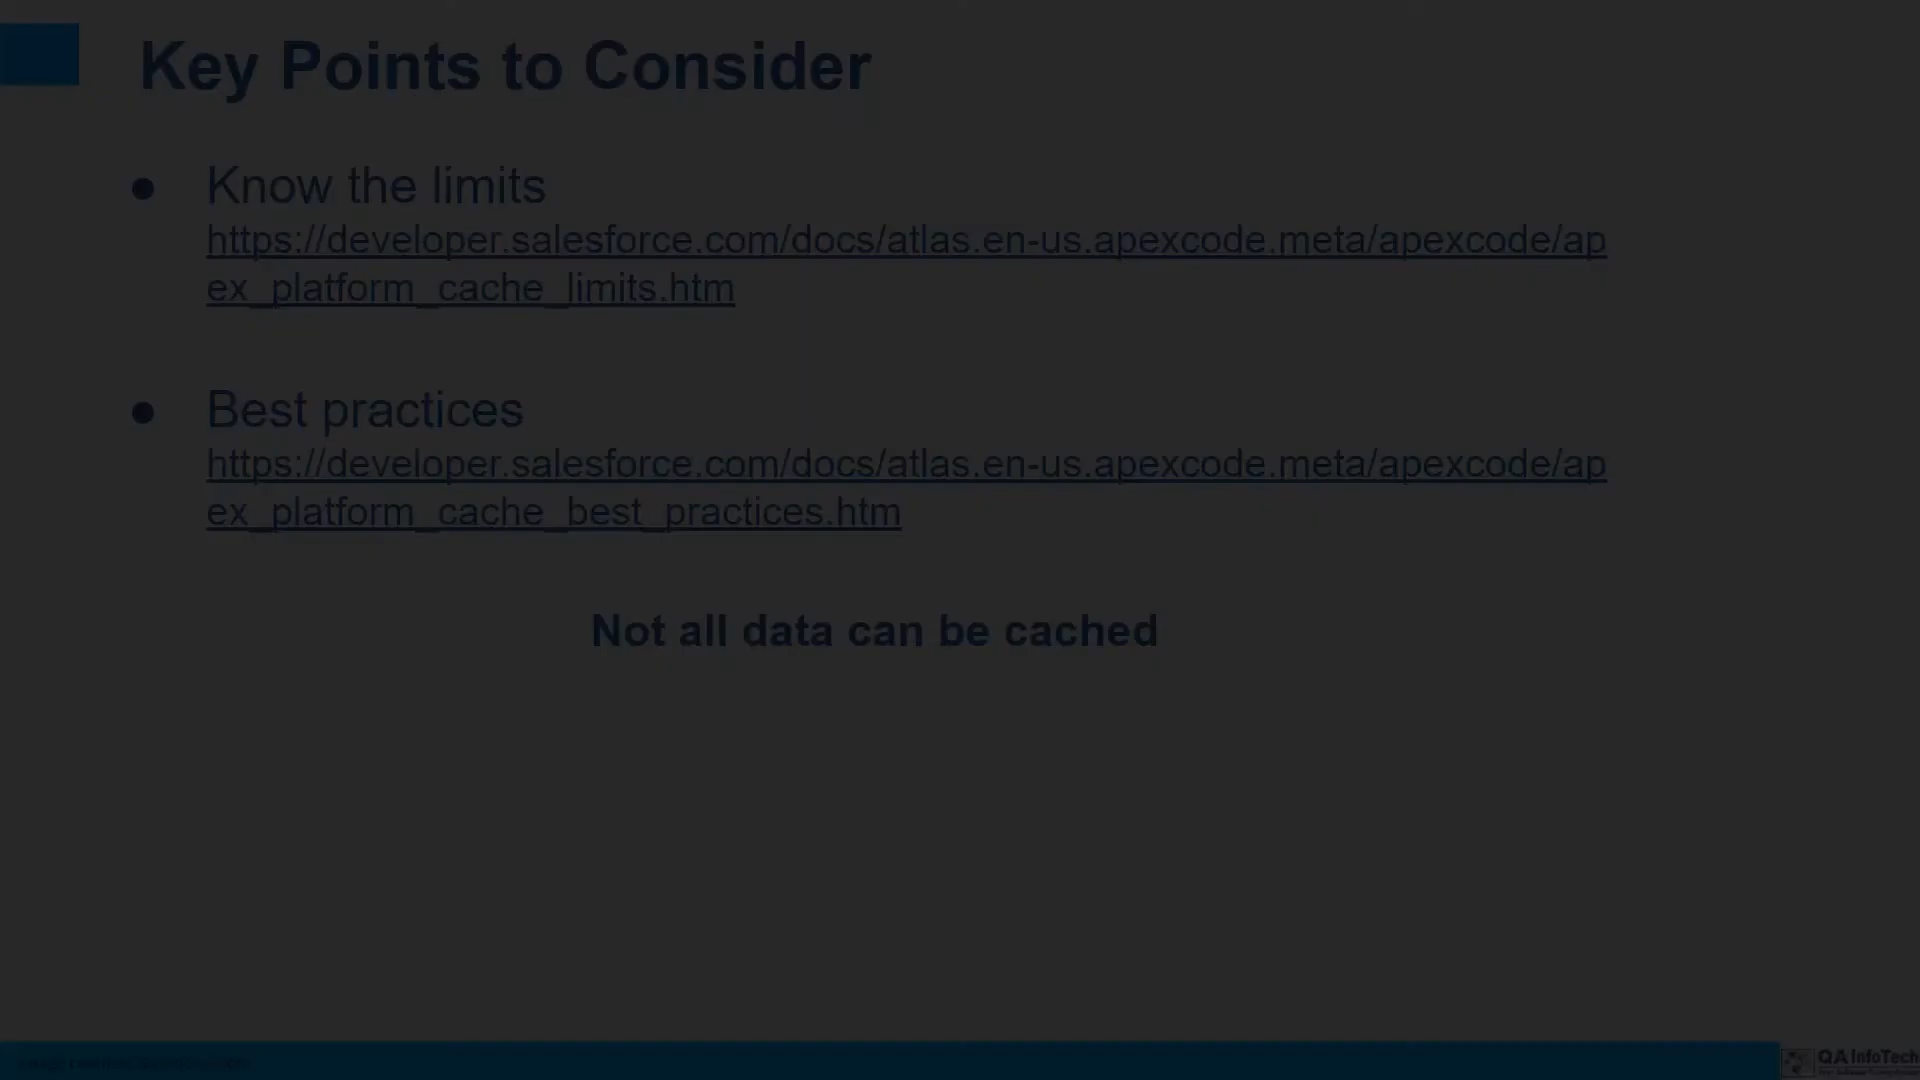 Key Points to Consider
● Know the limits
https://developer.salesforce.com/docs/atlas.en-us.apexcode.meta/apexcode/ap
ex_platform_cache_limits.htm
● Best practices
https://developer.salesforce.com/docs/atlas.en-us.apexcode.meta/apexcode/ap
ex_platform_cache_best_practices.htm
Not all data can be cached
QA InfoTech